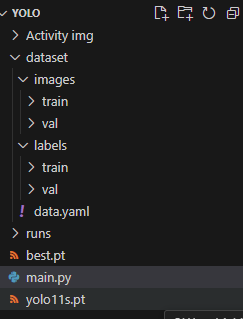 YOLO
Activity img
dataset
images
train
val
labels
train
val
! data.yaml
runs
best.pt
main.py
yolo11s.pt